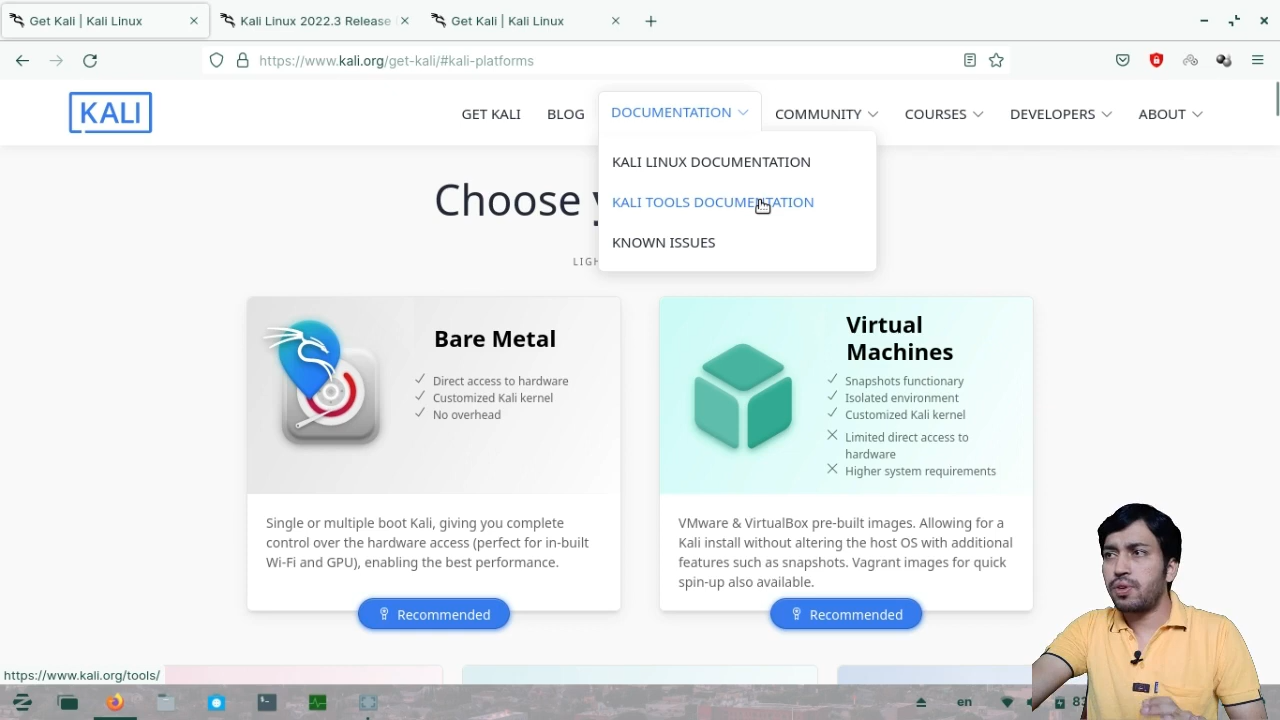 Get Kali | Kali Linux
Kali Linux 2022.3 Release
Get Kali | Kali Linux
https://www.kali.org/get-kali/#kali-platforms
KALI
GET KALI
BLOG
DOCUMENTATION
COMMUNITY
COURSES
DEVELOPERS
ABOUT
KALI LINUX DOCUMENTATION
KALI TOOLS DOCUMENTATION
KNOWN ISSUES
Choose
Bare Metal
Direct access to hardware
Customized Kali kernel
No overhead
Single or multiple boot Kali, giving you complete
control over the hardware access (perfect for in-built
Wi-Fi and GPU), enabling the best performance.
Recommended
Virtual
Machines
Snapshots functionary
Isolated environment
Customized Kali kernel
Limited direct access to
hardware
Higher system requirements
VMware & VirtualBox pre-built images. Allowing for a
Kali install without altering the host OS with additional
features such as snapshots. Vagrant images for quick
spin-up also available.
Recommended
https://www.kali.org/tools/
en